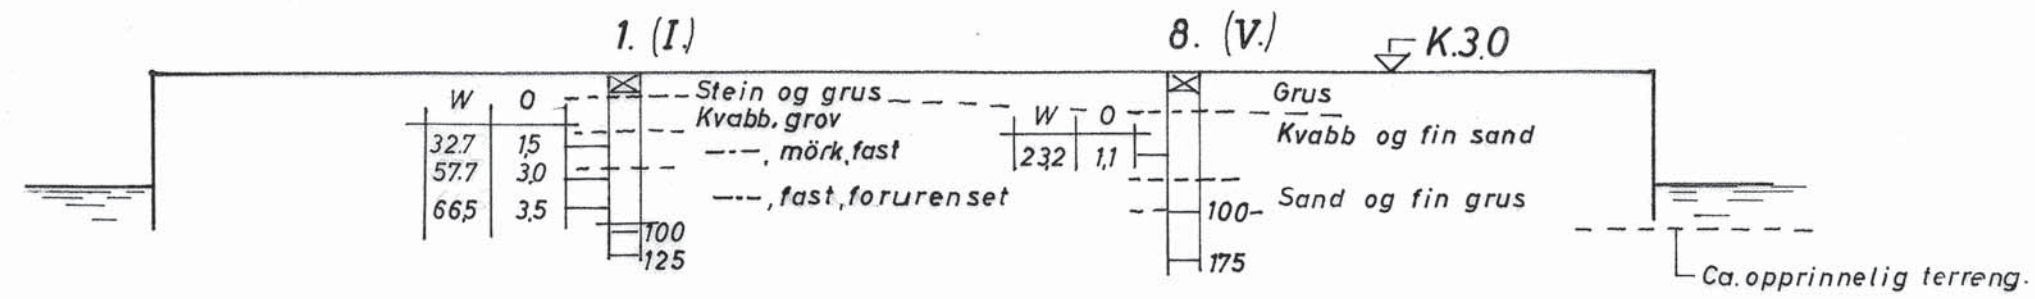 1. (I.)
8. (V.)
K.3,0
W O
32.7 1,5
57.7 3,0
66,5 3,5
Stein og grus
Kvabb, grov
—·—, mörk, fast
—·—, fast, forurenset
100
125
W O
23,2 1,1
Grus
Kvabb og fin sand
Sand og fin grus
100
175
Ca. opprinnelig terreng.